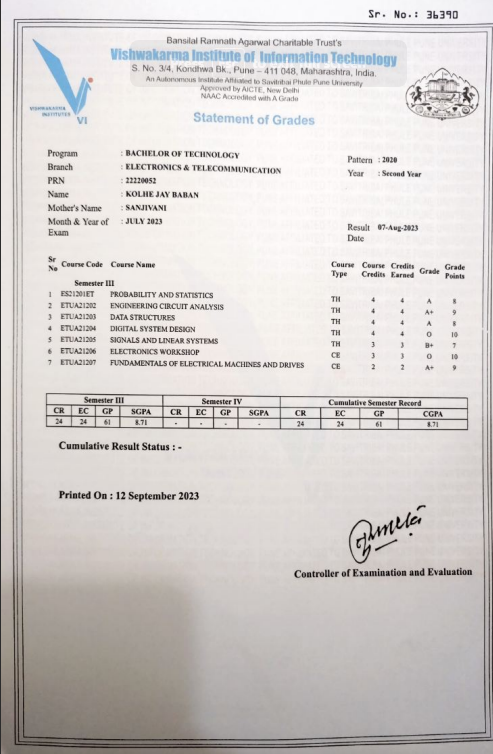 Sr. No.: 36390
Bansilal Ramnath Agarwal Charitable Trust's
Vishwakarma Institute of Information Technology
S. No. 3/4, Kondhwa Bk., Pune – 411 048, Maharashtra, India.
An Autonomous Institute Affiliated to Savitribai Phule Pune University
Approved by AICTE, New Delhi
NAAC Accredited with A Grade
VISHWAKARMA
INSTITUTES
VI
Statement of Grades
Program : BACHELOR OF TECHNOLOGY Pattern : 2020
Branch : ELECTRONICS & TELECOMMUNICATION Year : Second Year
PRN : 22220052
Name : KOLHE JAY BABAN
Mother's Name : SANJIVANI
Month & Year of Exam : JULY 2023 Result Date 07-Aug-2023
Sr No Course Code Course Name Course Type Course Credits Credits Earned Grade Grade Points
Semester III
1 ES21201ET PROBABILITY AND STATISTICS TH 4 4 A 8
2 ETUA21202 ENGINEERING CIRCUIT ANALYSIS TH 4 4 A+ 9
3 ETUA21203 DATA STRUCTURES TH 4 4 A 8
4 ETUA21204 DIGITAL SYSTEM DESIGN TH 4 4 O 10
5 ETUA21205 SIGNALS AND LINEAR SYSTEMS TH 3 3 B+ 7
6 ETUA21206 ELECTRONICS WORKSHOP CE 3 3 O 10
7 ETUA21207 FUNDAMENTALS OF ELECTRICAL MACHINES AND DRIVES CE 2 2 A+ 9
Semester III Semester IV Cumulative Semester Record
CR EC GP SGPA CR EC GP SGPA CR EC GP CGPA
24 24 61 8.71 - - - - 24 24 61 8.71
Cumulative Result Status : -
Printed On : 12 September 2023
Controller of Examination and Evaluation